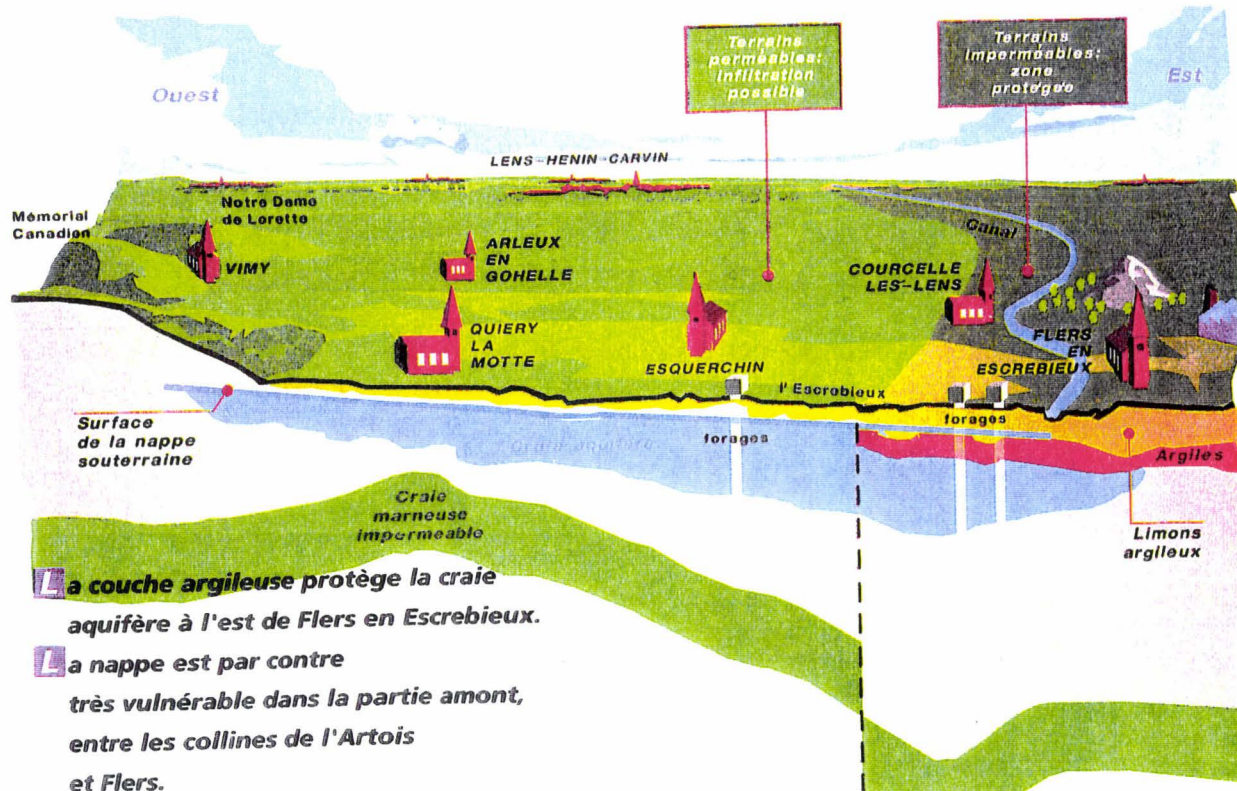 Terrains
perméables:
infiltration
possible
Terrains
imperméables:
zone
protégée
Ouest
Est
LENS-HENIN-CARVIN
Notre Dame
de Lorette
Mémorial
Canadien
VIMY
ARLEUX
EN
GOHELLE
Canal
COURCELLE
LES-LENS
QUIERY
LA
MOTTE
ESQUERCHIN
FLERS
EN
ESCREBIEUX
l'Escrebieux
Surface
de la nappe
souterraine
Craie aquifère
forages
forages
Argiles
Limons
argileux
Craie
marneuse
imperméable
La couche argileuse protège la craie
aquifère à l'est de Flers en Escrebieux.
La nappe est par contre
très vulnérable dans la partie amont,
entre les collines de l'Artois
et Flers.